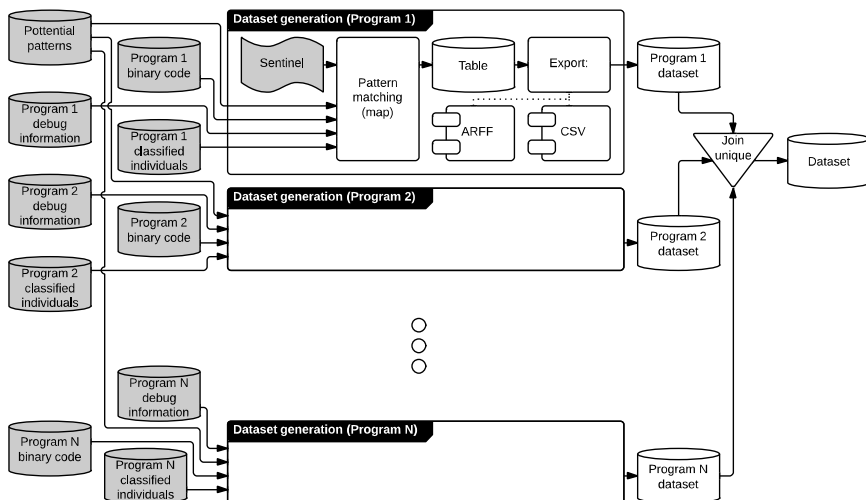 Pottential
patterns
Program 1
binary code
Program 1
debug
information
Program 1
classified
individuals
Dataset generation (Program 1)
Sentinel
Pattern
matching
(map)
Table
Export:
ARFF
CSV
Program 1
dataset
Join
unique
Dataset
Program 2
debug
information
Program 2
binary code
Program 2
classified
individuals
Dataset generation (Program 2)
Program 2
dataset
Program N
debug
information
Program N
binary code
Program N
classified
individuals
Dataset generation (Program N)
Program N
dataset